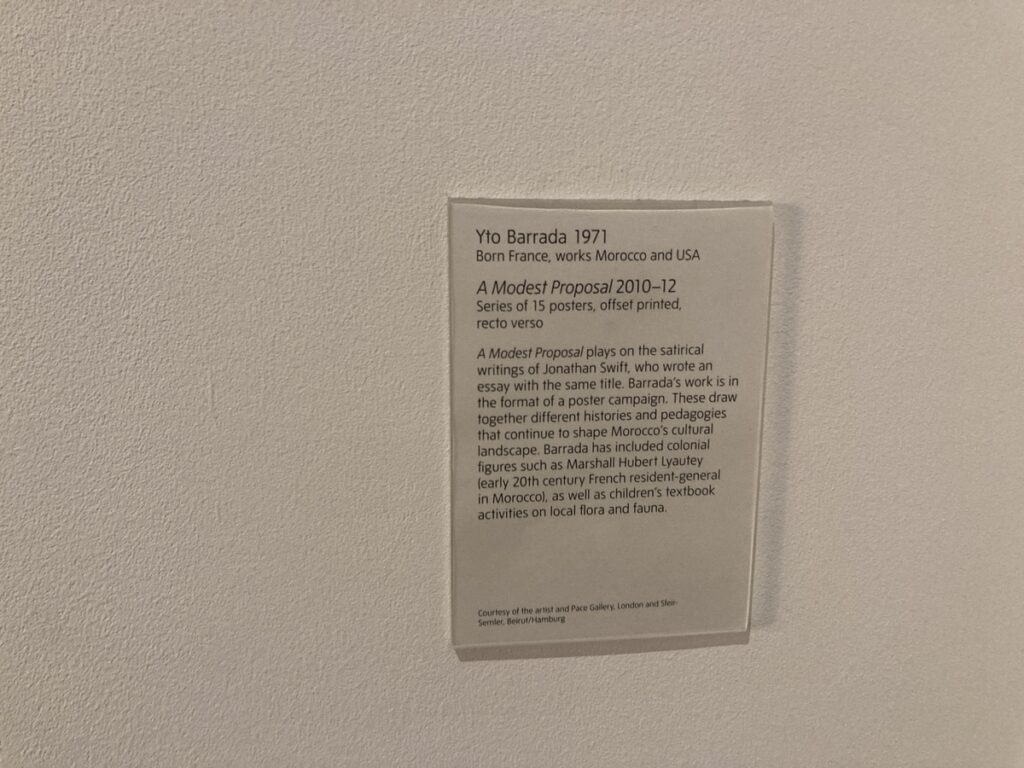 Yto Barrada 1971
Born France, works Morocco and USA
A Modest Proposal 2010–12
Series of 15 posters, offset printed,
recto verso
A Modest Proposal plays on the satirical
writings of Jonathan Swift, who wrote an
essay with the same title. Barrada's work is in
the format of a poster campaign. These draw
together different histories and pedagogies
that continue to shape Morocco's cultural
landscape. Barrada has included colonial
figures such as Marshall Hubert Lyautey
(early 20th century French resident-general
in Morocco), as well as children's textbook
activities on local flora and fauna.
Courtesy of the artist and Pace Gallery, London and Sfeir-
Semler, Beirut/Hamburg